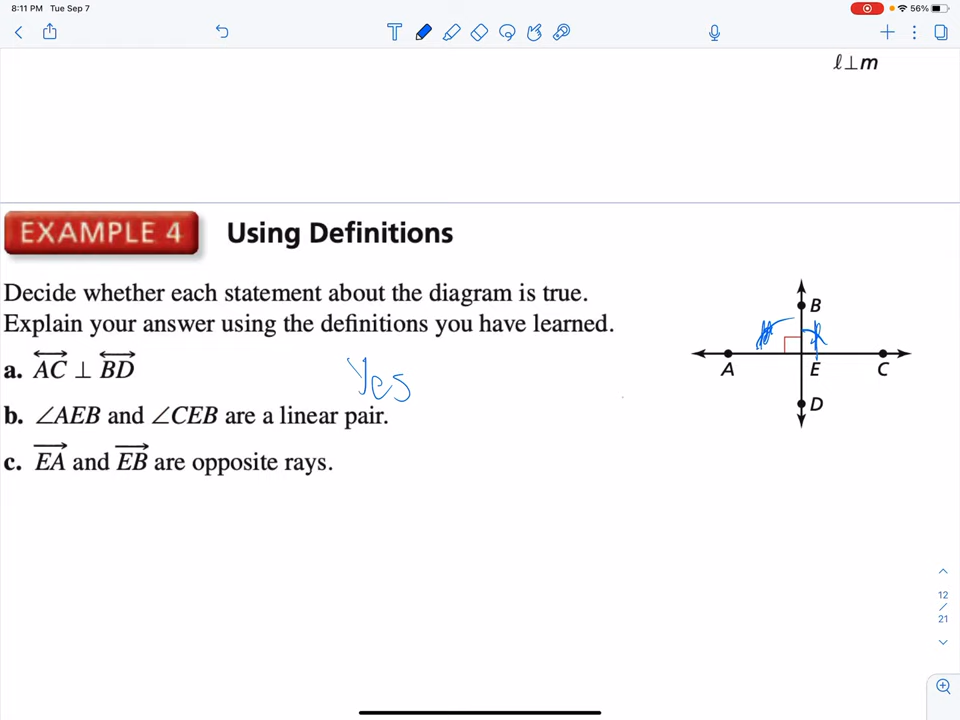 8:11 PM Tue Sep 7
56%
T
ℓ⊥m
EXAMPLE 4 Using Definitions
Decide whether each statement about the diagram is true.
Explain your answer using the definitions you have learned.
a. AC ⊥ BD
Yes
b. ∠AEB and ∠CEB are a linear pair.
c. EA and EB are opposite rays.
B
A
E
C
D
12
/
21